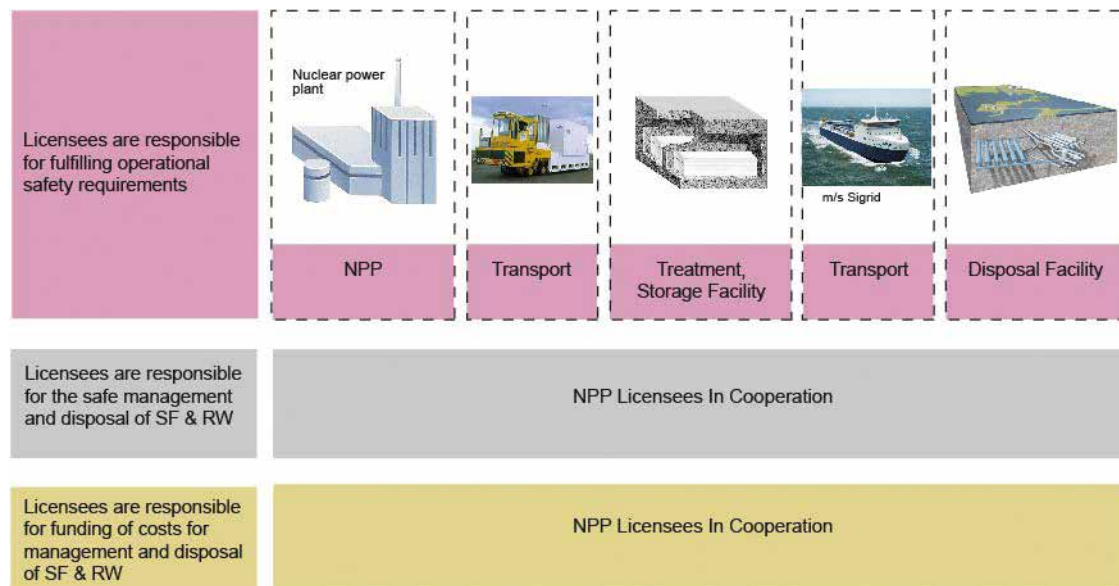 Licensees are responsible
for fulfilling operational
safety requirements
Nuclear power
plant
m/s Sigrid
NPP
Transport
Treatment,
Storage Facility
Transport
Disposal Facility
Licensees are responsible
for the safe management
and disposal of SF & RW
NPP Licensees In Cooperation
Licensees are responsible
for funding of costs for
management and disposal
of SF & RW
NPP Licensees In Cooperation